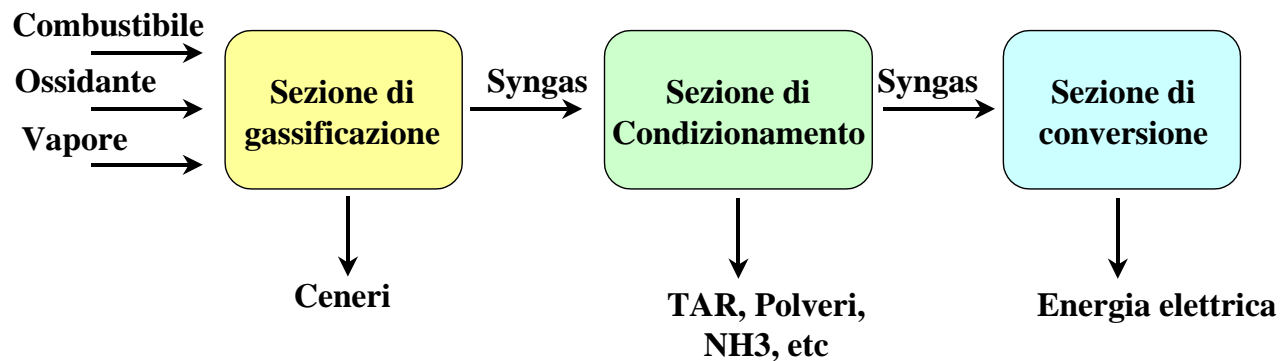 Combustibile
Ossidante
Vapore
Sezione di
gassificazione
Syngas
Sezione di
Condizionamento
Syngas
Sezione di
conversione
Ceneri
TAR, Polveri,
NH3, etc
Energia elettrica